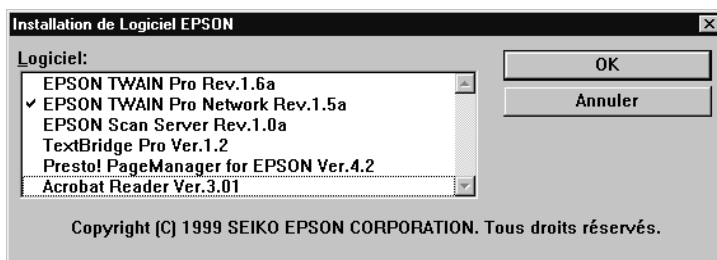 Installation de Logiciel EPSON
Logiciel:
EPSON TWAIN Pro Rev.1.6a
✓ EPSON TWAIN Pro Network Rev.1.5a
EPSON Scan Server Rev.1.0a
TextBridge Pro Ver.1.2
Presto! PageManager for EPSON Ver.4.2
Acrobat Reader Ver.3.01
OK
Annuler
Copyright (C) 1999 SEIKO EPSON CORPORATION. Tous droits réservés.